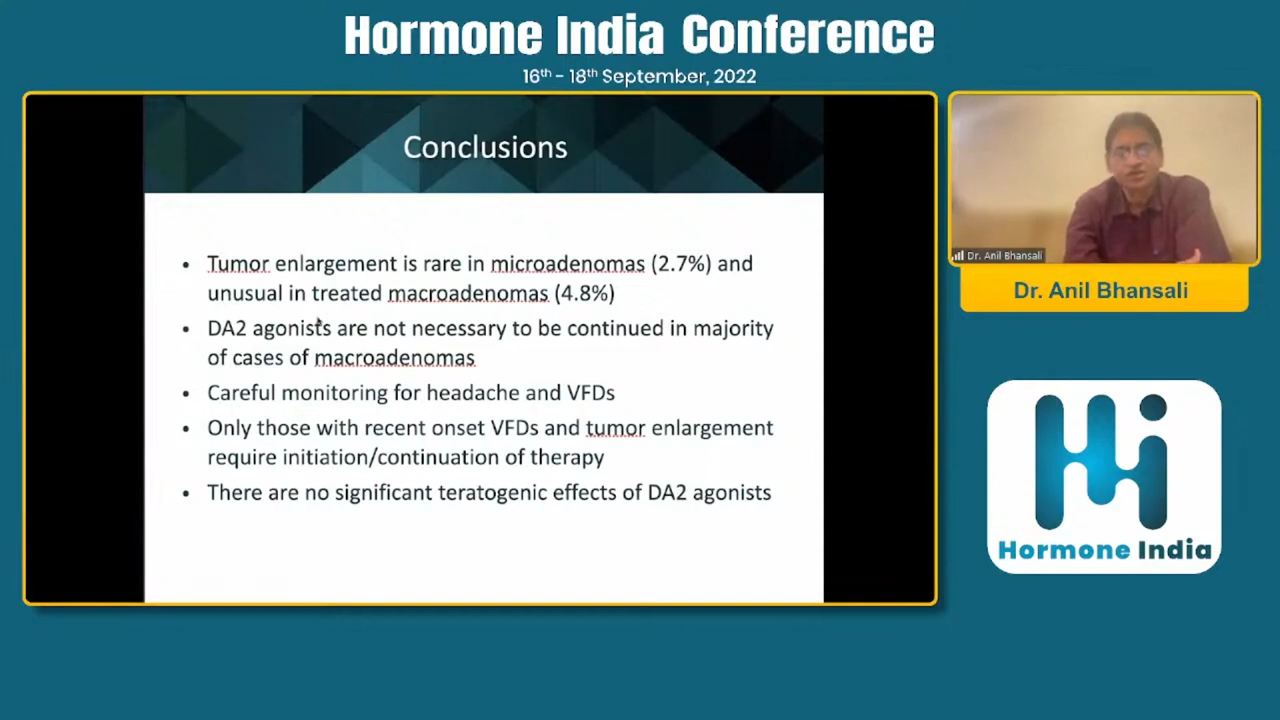 Hormone India Conference
16th - 18th September, 2022
Conclusions
• Tumor enlargement is rare in microadenomas (2.7%) and
unusual in treated macroadenomas (4.8%)
• DA2 agonists are not necessary to be continued in majority
of cases of macroadenomas
• Careful monitoring for headache and VFDs
• Only those with recent onset VFDs and tumor enlargement
require initiation/continuation of therapy
• There are no significant teratogenic effects of DA2 agonists
Dr. Anil Bhansali
Dr. Anil Bhansali
Hi
Hormone India